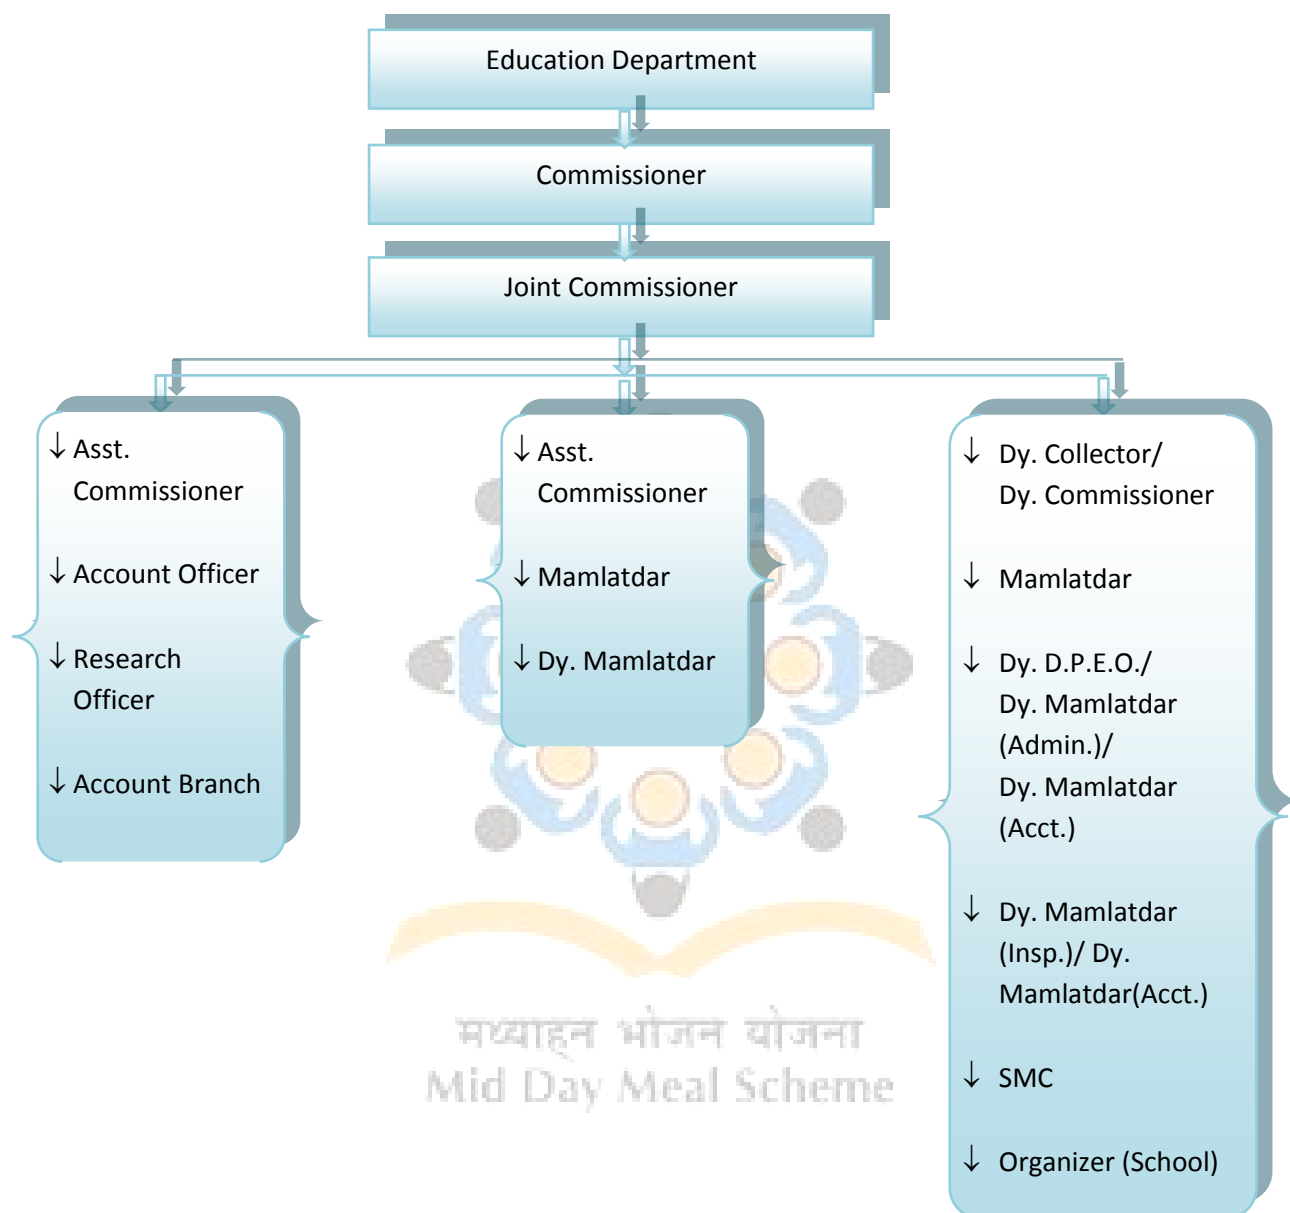 Education Department
Commissioner
Joint Commissioner
↓ Asst.
Commissioner
↓ Account Officer
↓ Research
Officer
↓ Account Branch
↓ Asst.
Commissioner
↓ Mamlatdar
↓ Dy. Mamlatdar
↓ Dy. Collector/
Dy. Commissioner
↓ Mamlatdar
↓ Dy. D.P.E.O./
Dy. Mamlatdar
(Admin.)/
Dy. Mamlatdar
(Acct.)
↓ Dy. Mamlatdar
(Insp.)/ Dy.
Mamlatdar(Acct.)
↓ SMC
↓ Organizer (School)
मध्याहन भोजन योजना
Mid Day Meal Scheme